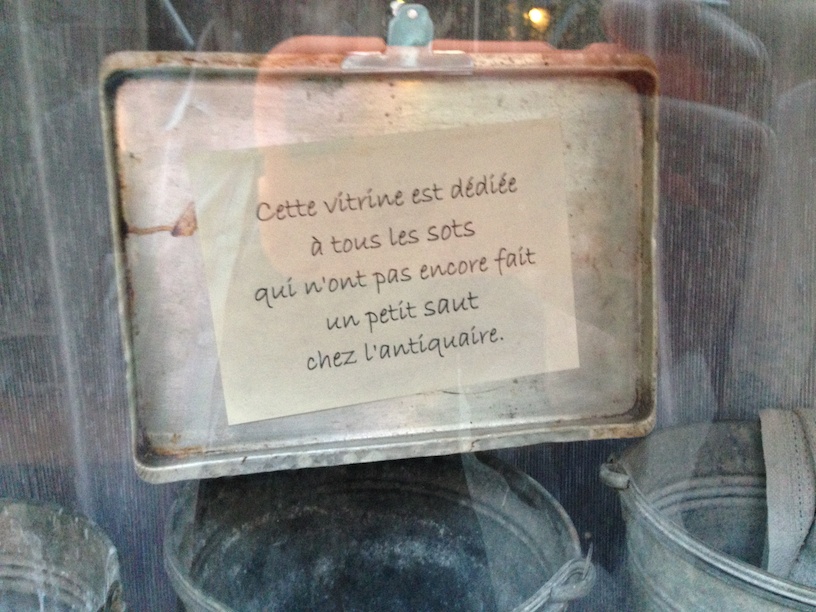 Cette vitrine est dédiée
à tous les sots
qui n'ont pas encore fait
un petit saut
chez l'antiquaire.